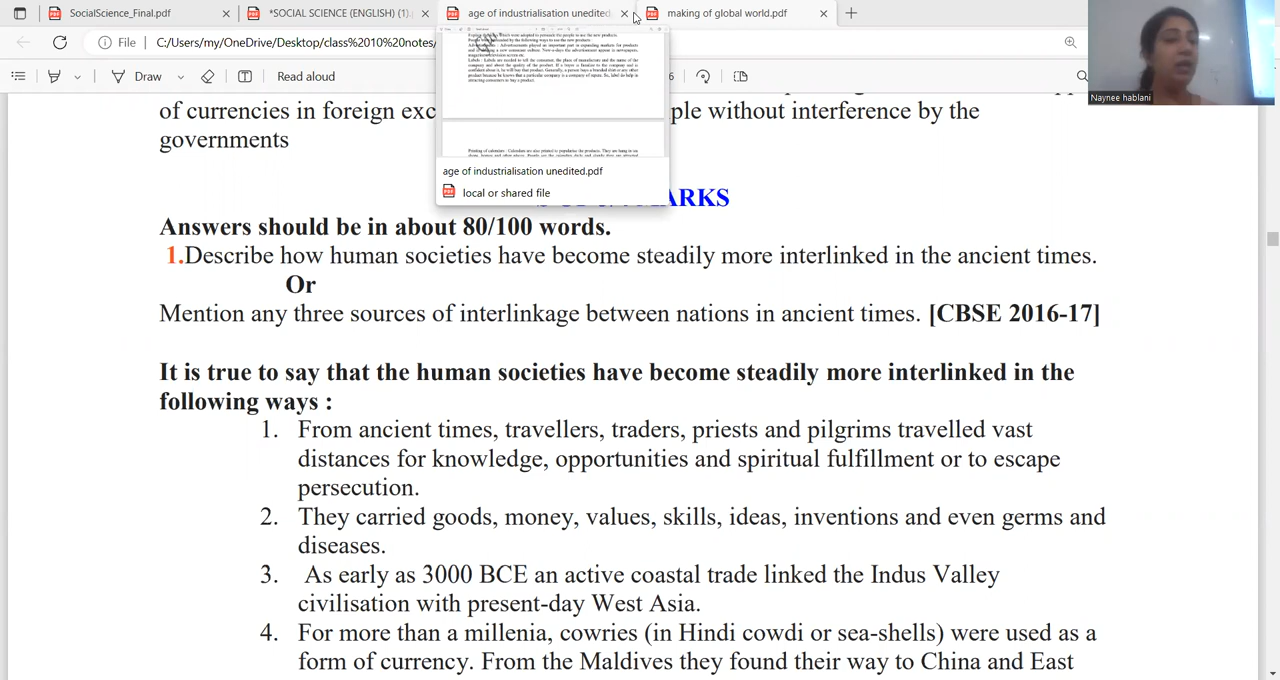 SocialScience_Final.pdf
*SOCIAL SCIENCE (ENGLISH) (1).
age of industrialisation unedited
making of global world.pdf
File
C:/Users/my/OneDrive/Desktop/class%2010%20notes/
Naynee hablani
Draw
Read aloud
6
of currencies in foreign exc ple without interference by the
governments
age of industrialisation unedited.pdf
local or shared file
MARKS
Answers should be in about 80/100 words.
1.Describe how human societies have become steadily more interlinked in the ancient times.
Or
Mention any three sources of interlinkage between nations in ancient times. [CBSE 2016-17]
It is true to say that the human societies have become steadily more interlinked in the
following ways :
1. From ancient times, travellers, traders, priests and pilgrims travelled vast
distances for knowledge, opportunities and spiritual fulfillment or to escape
persecution.
2. They carried goods, money, values, skills, ideas, inventions and even germs and
diseases.
3. As early as 3000 BCE an active coastal trade linked the Indus Valley
civilisation with present-day West Asia.
4. For more than a millenia, cowries (in Hindi cowdi or sea-shells) were used as a
form of currency. From the Maldives they found their way to China and East